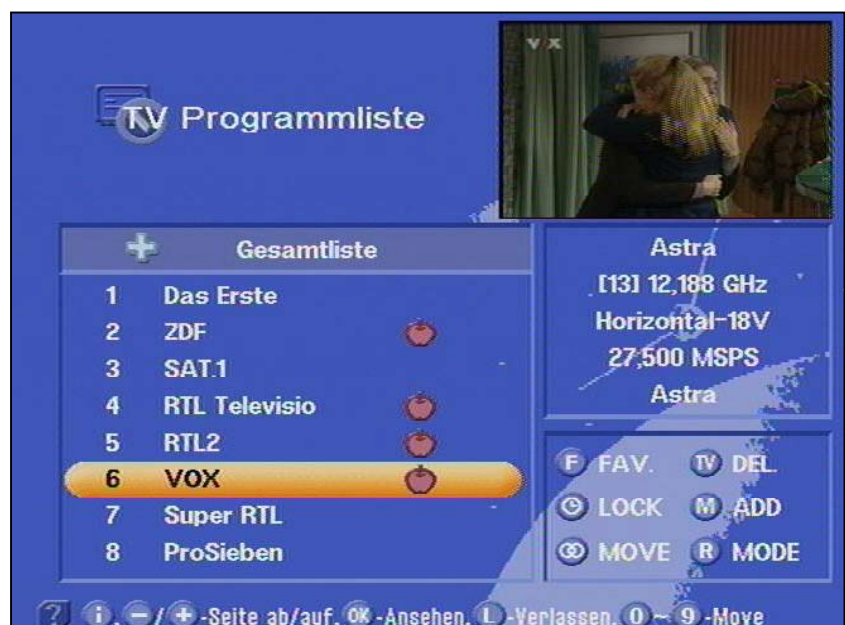 TV Programmliste
VOX
Gesamtliste
1 Das Erste
2 ZDF
3 SAT.1
4 RTL Televisio
5 RTL2
6 VOX
7 Super RTL
8 ProSieben
Astra
[13] 12,188 GHz
Horizontal-18V
27,500 MSPS
Astra
F FAV. TV DEL.
LOCK M ADD
MOVE R MODE
? i, -/+ -Seite ab/auf, OK -Ansehen, L -Verlassen, 0 ~ 9 -Move